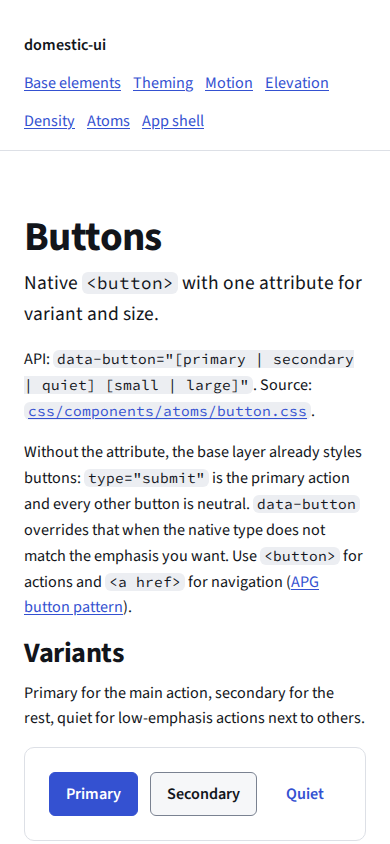 domestic-ui
Base elements Theming Motion Elevation
Density Atoms App shell
Buttons
Native <button> with one attribute for
variant and size.
API: data-button="[primary | secondary
| quiet] [small | large]". Source:
css/components/atoms/button.css.
Without the attribute, the base layer already styles
buttons: type="submit" is the primary action
and every other button is neutral. data-button
overrides that when the native type does not
match the emphasis you want. Use <button> for
actions and <a href> for navigation (APG
button pattern).
Variants
Primary for the main action, secondary for the
rest, quiet for low-emphasis actions next to others.
Primary Secondary Quiet